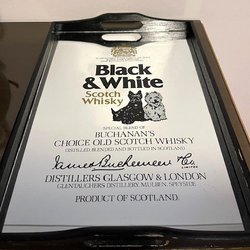 Black
&White
Scotch
Whisky
SPECIAL BLEND OF
BUCHANAN'S
CHOICE OLD SCOTCH WHISKY
DISTILLED, BLENDED AND BOTTLED IN SCOTLAND
James Buchanan & Co.
LIMITED
DISTILLERS GLASGOW & LONDON
GLENTAUCHERS DISTILLERY, MULBEN, SPEYSIDE
PRODUCT OF SCOTLAND